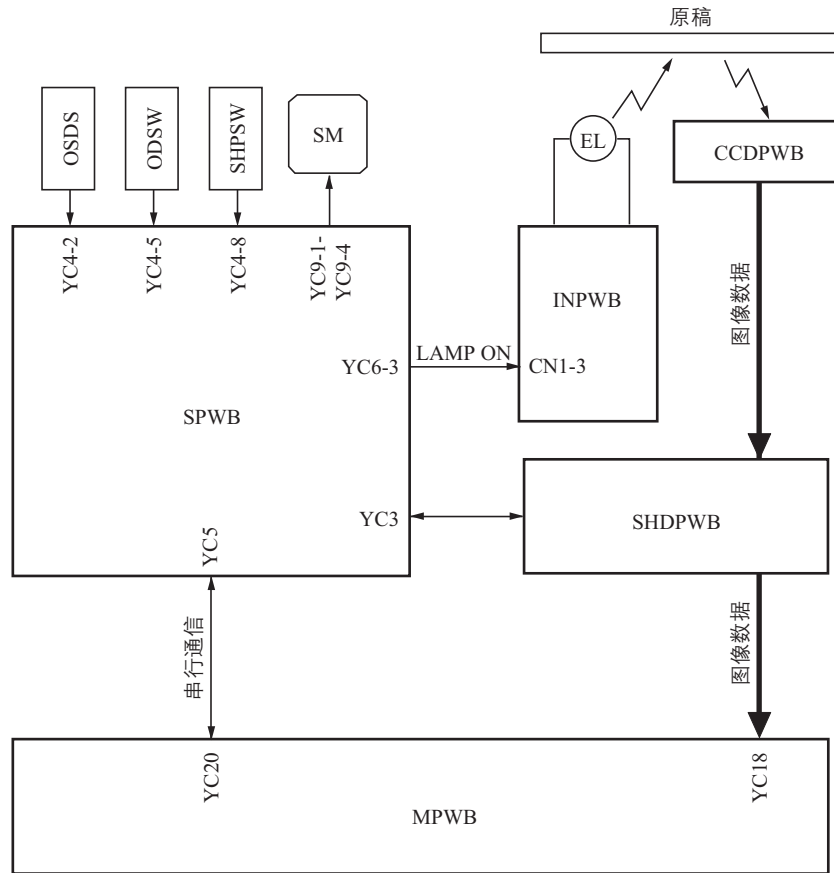 原稿
OSDS
ODSW
SHPSW
SM
EL
CCDPWB
YC4-2
YC4-5
YC4-8
YC9-1-
YC9-4
INPWB
图像数据
YC6-3
LAMP ON
CN1-3
SPWB
YC3
SHDPWB
YC5
串行通信
图像数据
YC20
YC18
MPWB